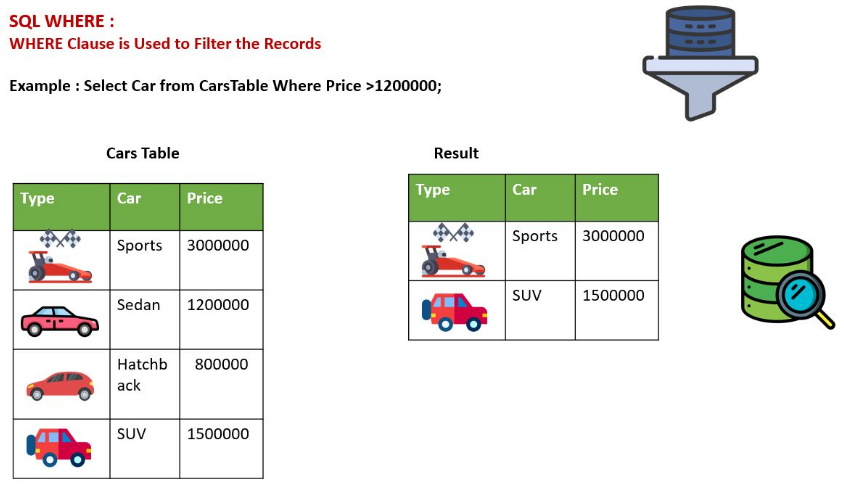 SQL WHERE :
WHERE Clause is Used to Filter the Records
Example : Select Car from CarsTable Where Price >1200000;
Cars Table
Type Car Price
Sports 3000000
Sedan 1200000
Hatchb 800000
ack
SUV 1500000
Result
Type Car Price
Sports 3000000
SUV 1500000